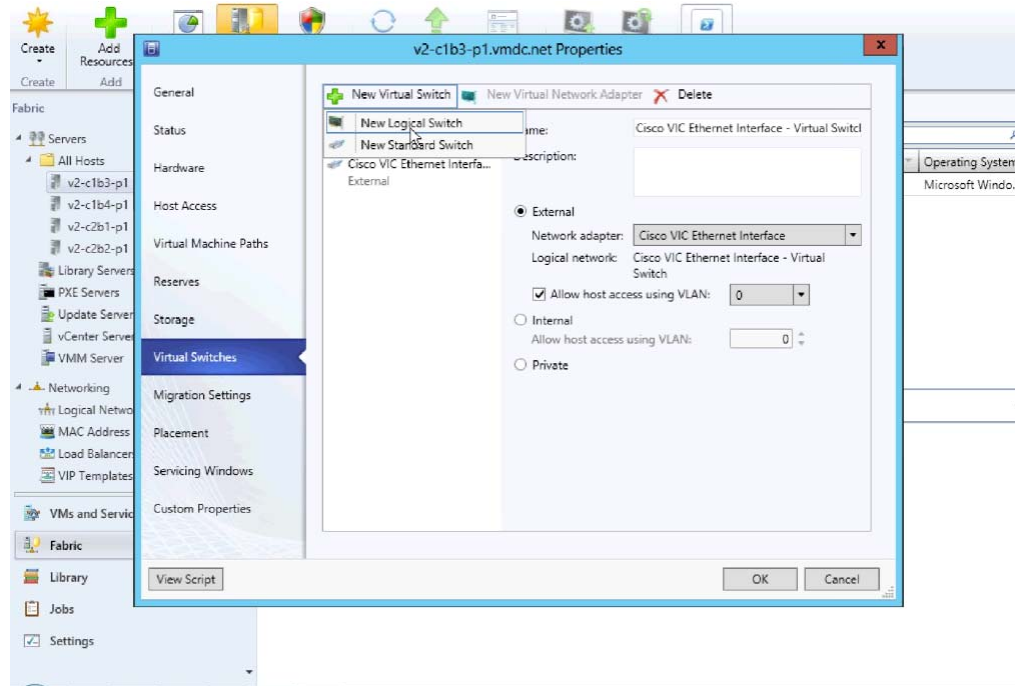 v2-c1b3-p1.vmdc.net Properties
x
Create
Add
Resources
Create
Add
Fabric
Servers
All Hosts
v2-c1b3-p1
v2-c1b4-p1
v2-c2b1-p1
v2-c2b2-p1
Library Servers
PXE Servers
Update Server
vCenter Server
VMM Server
Networking
Logical Netwo
MAC Address
Load Balancer
VIP Templates
VMs and Servic
Fabric
Library
Jobs
Settings
General
Status
Hardware
Host Access
Virtual Machine Paths
Reserves
Storage
Virtual Switches
Migration Settings
Placement
Servicing Windows
Custom Properties
New Virtual Switch New Virtual Network Adapter Delete
New Logical Switch
New Standard Switch
Cisco VIC Ethernet Interfa...
External
me: Cisco VIC Ethernet Interface - Virtual Switcl
Description:
External
Network adapter: Cisco VIC Ethernet Interface
Logical network: Cisco VIC Ethernet Interface - Virtual
Switch
Allow host access using VLAN: 0
Internal
Allow host access using VLAN: 0
Private
View Script
OK Cancel
Operating System
Microsoft Windo.